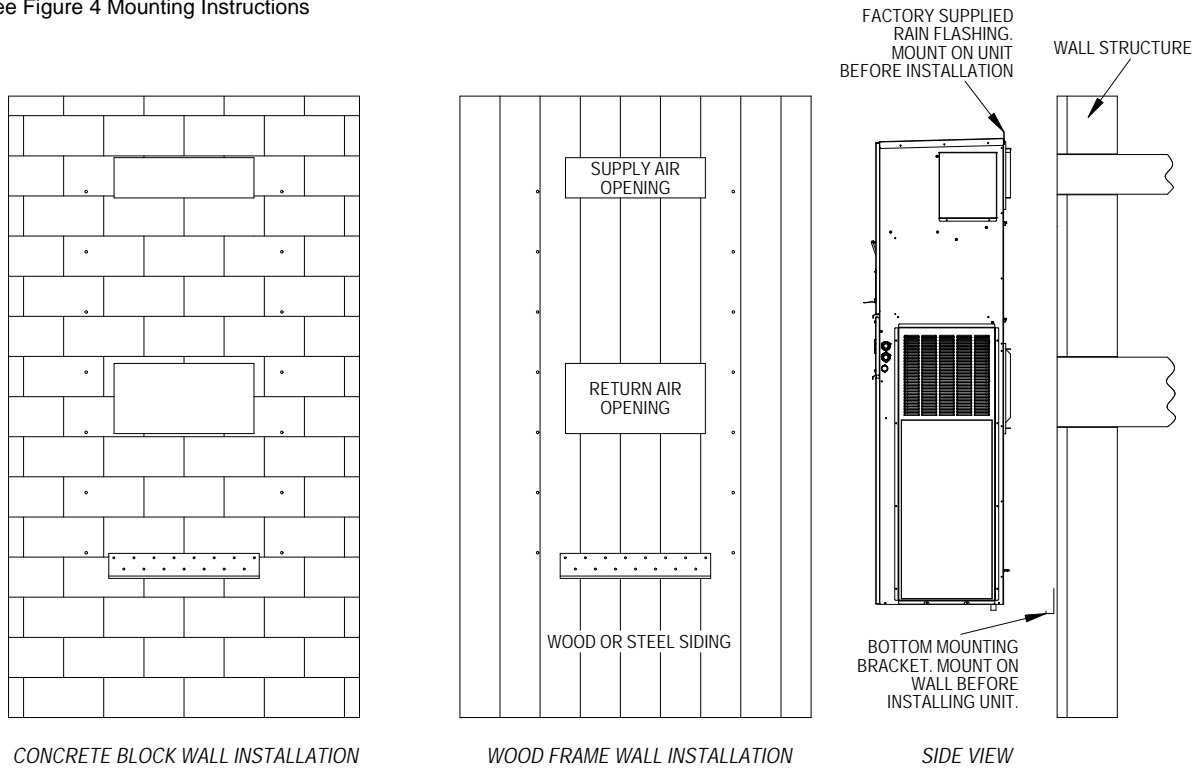 ee Figure 4 Mounting Instructions
FACTORY SUPPLIED
RAIN FLASHING.
MOUNT ON UNIT
BEFORE INSTALLATION
WALL STRUCTURE
SUPPLY AIR
OPENING
RETURN AIR
OPENING
WOOD OR STEEL SIDING
BOTTOM MOUNTING
BRACKET. MOUNT ON
WALL BEFORE
INSTALLING UNIT.
CONCRETE BLOCK WALL INSTALLATION
WOOD FRAME WALL INSTALLATION
SIDE VIEW